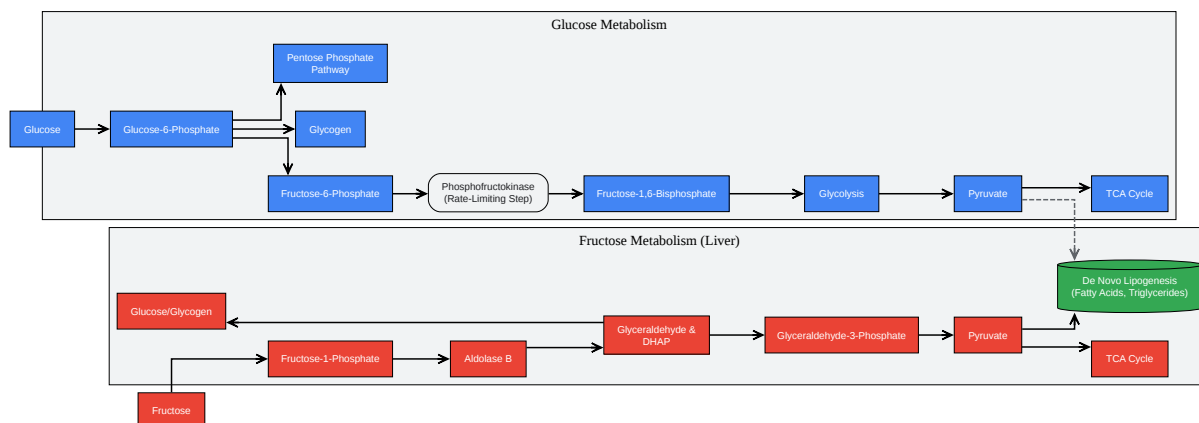 Glucose Metabolism
Pentose Phosphate
Pathway
Glucose
Glucose-6-Phosphate
Glycogen
Fructose-6-Phosphate
Phosphofructokinase
(Rate-Limiting Step)
Fructose-1,6-Bisphosphate
Glycolysis
Pyruvate
TCA Cycle
Fructose Metabolism (Liver)
De Novo Lipogenesis
(Fatty Acids, Triglycerides)
Glucose/Glycogen
Glyceraldehyde &
DHAP
Glyceraldehyde-3-Phosphate
Pyruvate
Fructose-1-Phosphate
Aldolase B
TCA Cycle
Fructose